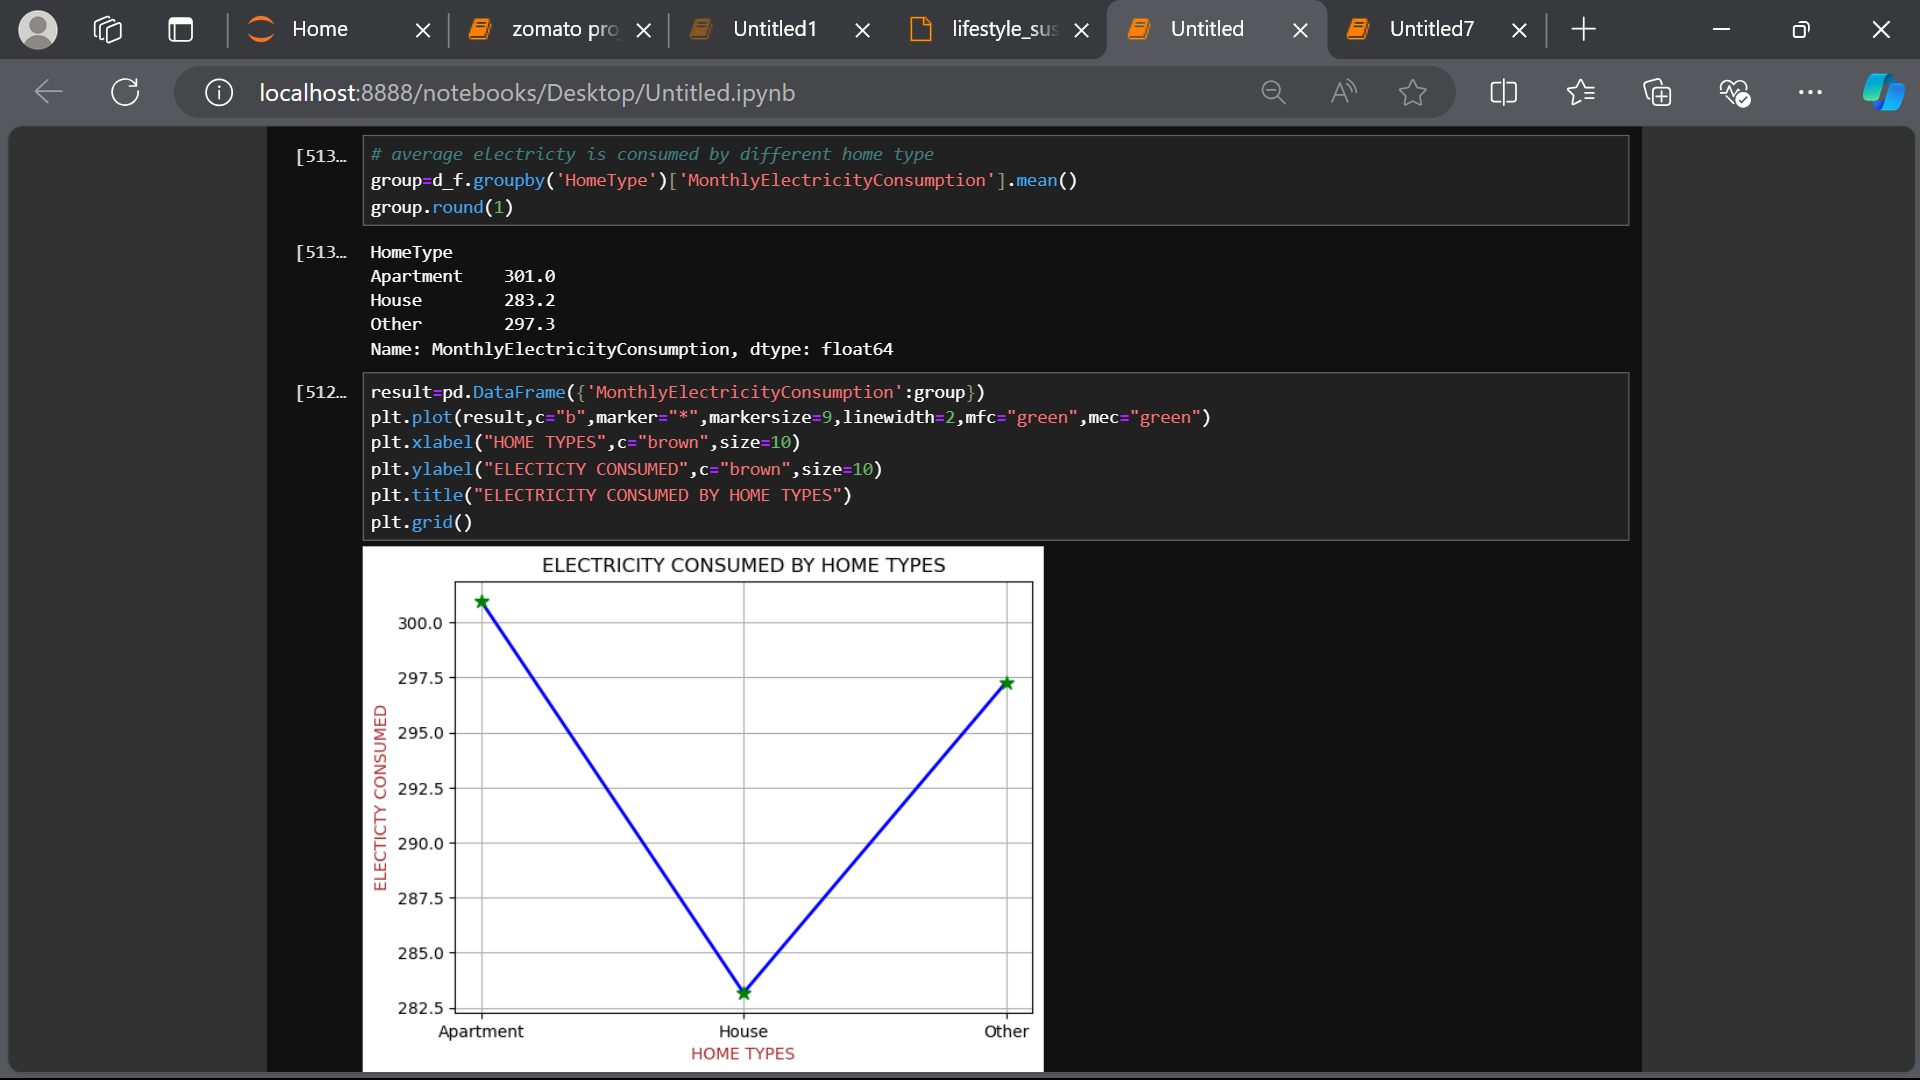 Home
zomato pro
Untitled1
lifestyle_sus
Untitled
Untitled7
localhost:8888/notebooks/Desktop/Untitled.ipynb
[513...
# average electricty is consumed by different home type
group=d_f.groupby('HomeType')['MonthlyElectricityConsumption'].mean()
group.round(1)
[513...
HomeType
Apartment    301.0
House        283.2
Other        297.3
Name: MonthlyElectricityConsumption, dtype: float64
[512...
result=pd.DataFrame({'MonthlyElectricityConsumption':group})
plt.plot(result,c="b",marker="*",markersize=9,linewidth=2,mfc="green",mec="green")
plt.xlabel("HOME TYPES",c="brown",size=10)
plt.ylabel("ELECTICTY CONSUMED",c="brown",size=10)
plt.title("ELECTRICITY CONSUMED BY HOME TYPES")
plt.grid()
ELECTRICITY CONSUMED BY HOME TYPES
ELECTICTY CONSUMED
300.0
297.5
295.0
292.5
290.0
287.5
285.0
282.5
Apartment House Other
HOME TYPES